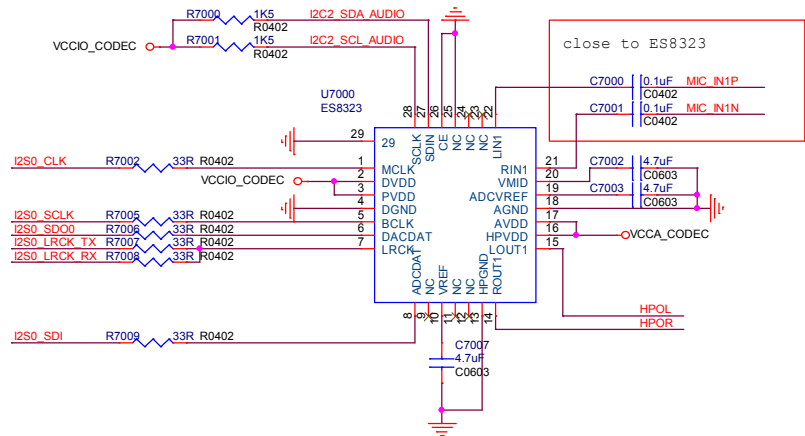 R7000 1K5 I2C2_SDA_AUDIO
R0402
VCCIO_CODEC R7001 1K5 I2C2_SCL_AUDIO
R0402
close to ES8323
C7000 0.1uF MIC_IN1P
C0402
C7001 0.1uF MIC_IN1N
C0402
U7000
ES8323
28 27 26 25 24 23 22
SCLK SDIN CE NC NC NC LIN1
29 29
I2S0_CLK R7002 33R R0402 1 MCLK
VCCIO_CODEC 2 DVDD
3 PVDD
4 DGND
I2S0_SCLK R7005 33R R0402 5 BCLK
I2S0_SDO0 R7006 33R R0402 6 DACDAT
I2S0_LRCK_TX R7007 33R R0402 7 LRCK
I2S0_LRCK_RX R7008 33R R0402
RIN1 21
VMID 20 C7002 4.7uF
C0603
ADCVREF 19 C7003 4.7uF
C0603
AGND 18
AVDD 17
HPVDD 16 VCCA_CODEC
LOUT1 15
ADCDAT NC VREF NC NC HPGND ROUT1
8 9 10 11 12 13 14
HPOL
HPOR
I2S0_SDI R7009 33R R0402
C7007
4.7uF
C0603